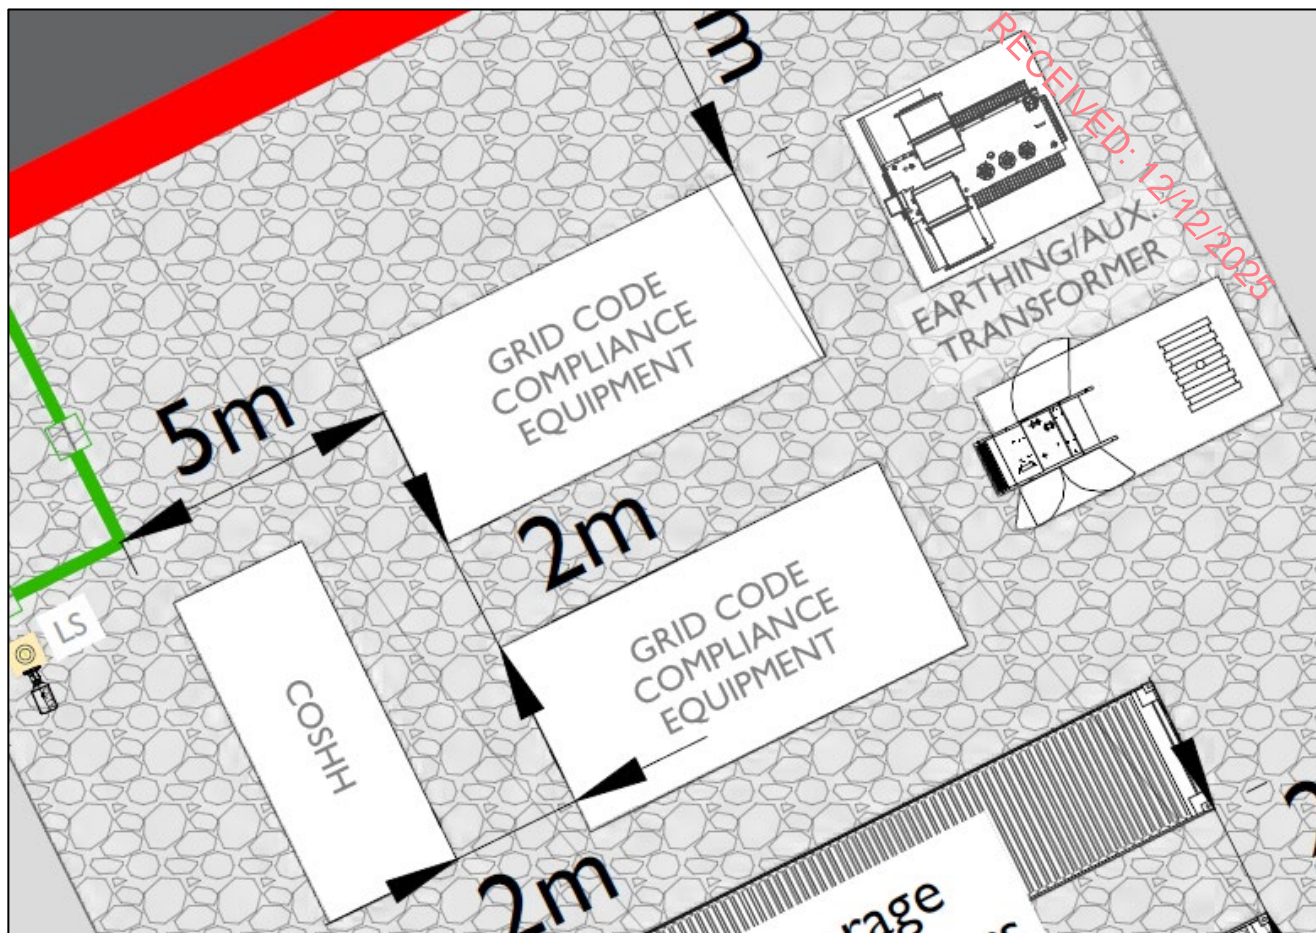 m
RECEIVED: 12/12/2025
EARTHING/AUX.
TRANSFORMER
GRID CODE
COMPLIANCE
EQUIPMENT
5m
2m
GRID CODE
COMPLIANCE
EQUIPMENT
LS
COSHH
2m
rage